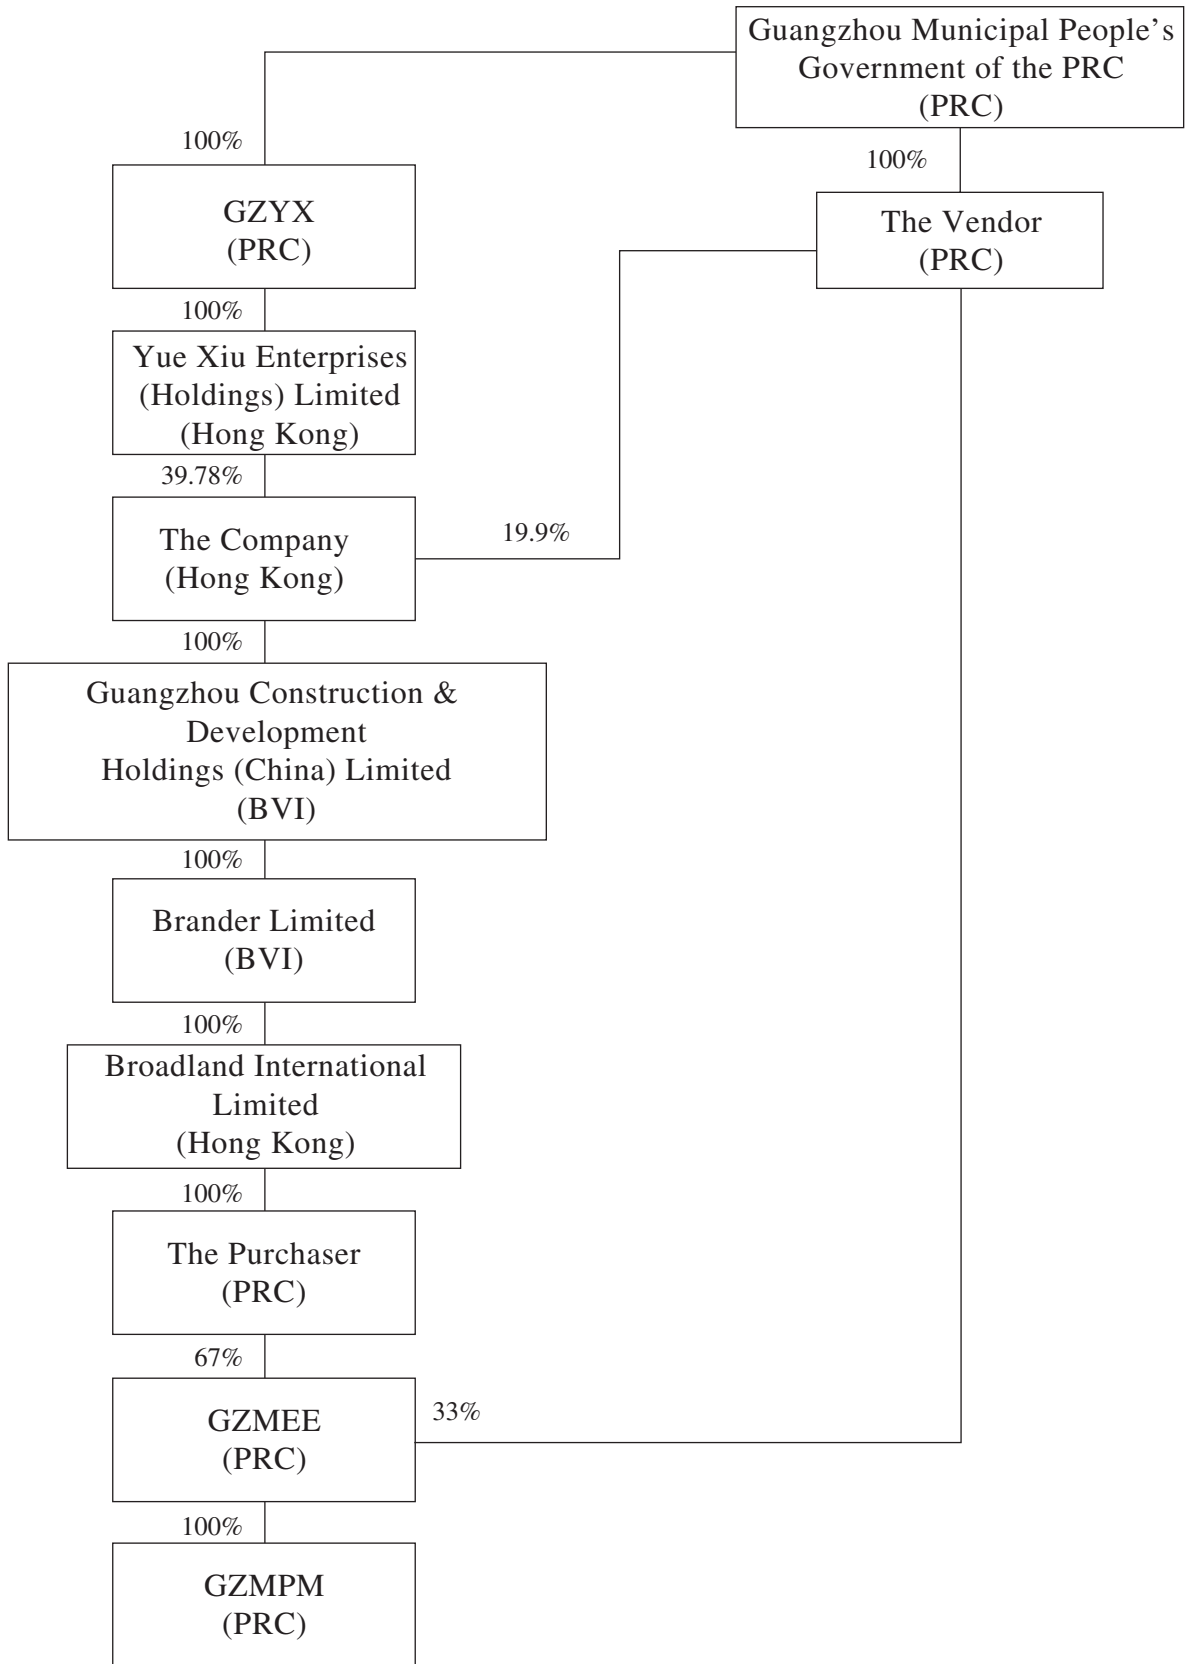 Guangzhou Municipal People's
Government of the PRC
(PRC)
100%
100%
GZYX
(PRC)
The Vendor
(PRC)
100%
Yue Xiu Enterprises
(Holdings) Limited
(Hong Kong)
39.78%
The Company
(Hong Kong)
19.9%
100%
Guangzhou Construction &
Development
Holdings (China) Limited
(BVI)
100%
Brander Limited
(BVI)
100%
Broadland International
Limited
(Hong Kong)
100%
The Purchaser
(PRC)
67%
GZMEE
(PRC)
33%
100%
GZMPM
(PRC)